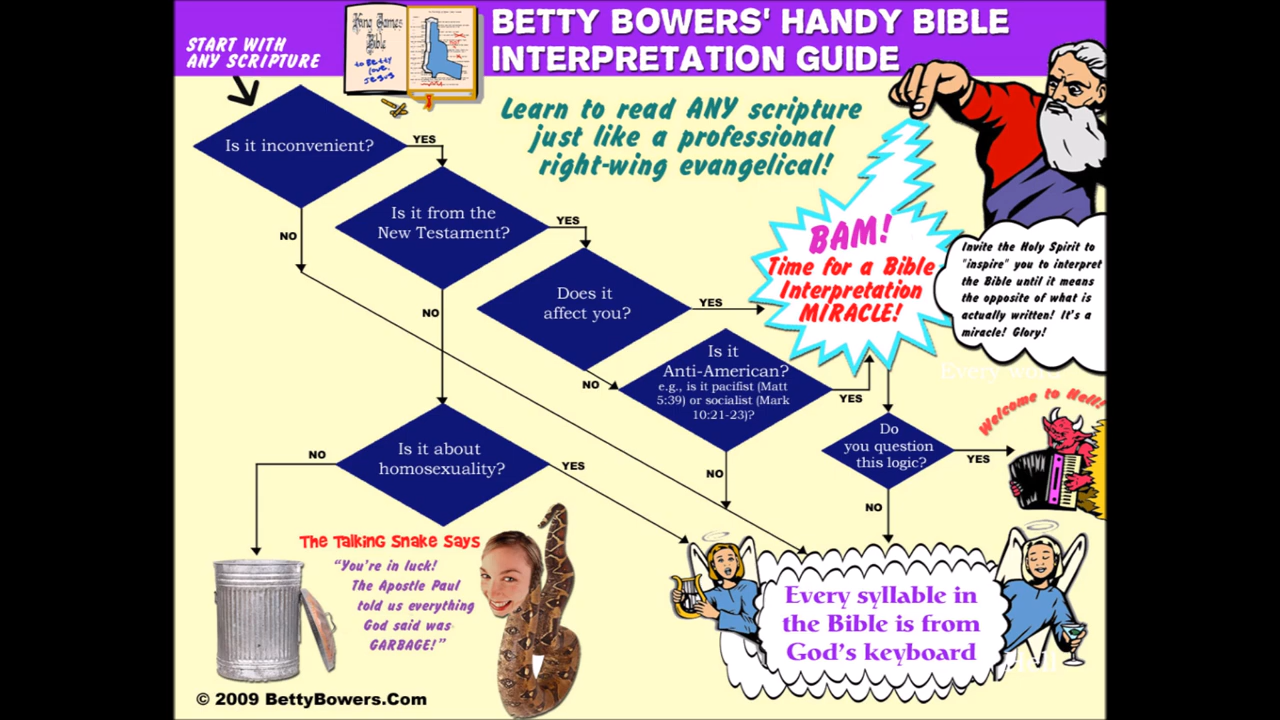 START WITH
ANY SCRIPTURE
King James
Bible
to Betty
love,
Jesus
BETTY BOWERS' HANDY BIBLE
INTERPRETATION GUIDE
Learn to read ANY scripture
just like a professional
right-wing evangelical!
Is it inconvenient?
YES
NO
Is it from the
New Testament?
YES
NO
Does it
affect you?
YES
NO
BAM!
Time for a Bible
Interpretation
MIRACLE!
Invite the Holy Spirit to
"inspire" you to interpret
the Bible until it means
the opposite of what is
actually written! It's a
miracle! Glory!
Is it
Anti-American?
e.g., is it pacifist (Matt
5:39) or socialist (Mark
10:21-23)?
YES
NO
Every wo
Welcome to Hell!
Do
you question
this logic?
YES
NO
Is it about
homosexuality?
NO
YES
The Talking Snake Says
"You're in luck!
The Apostle Paul
told us everything
God said was
GARBAGE!"
Every syllable in
the Bible is from
God's keyboard
Hell
© 2009 BettyBowers.Com